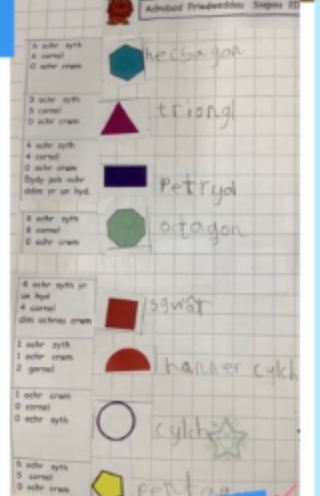 Adnabod Priodweddau Siapau 2D
6 ochr syth
6 cornel
0 ochr crwm
hecsagon
3 ochr syth
3 cornel
0 ochr crwm
triongl
4 ochr syth
4 cornel
0 ochr crwm
Dydy pob ochr
ddim yr un hyd.
Petryal
8 ochr syth
8 cornel
0 ochr crwm
octagon
4 ochr syth yr
un hyd
4 cornel
dim ochrau crwm
sgwâr
1 ochr syth
1 ochr crwm
2 gornel
hanner cylch
1 ochr crwm
0 cornel
0 ochr syth
cylch
5 ochr syth
5 cornel
0 ochr crwm